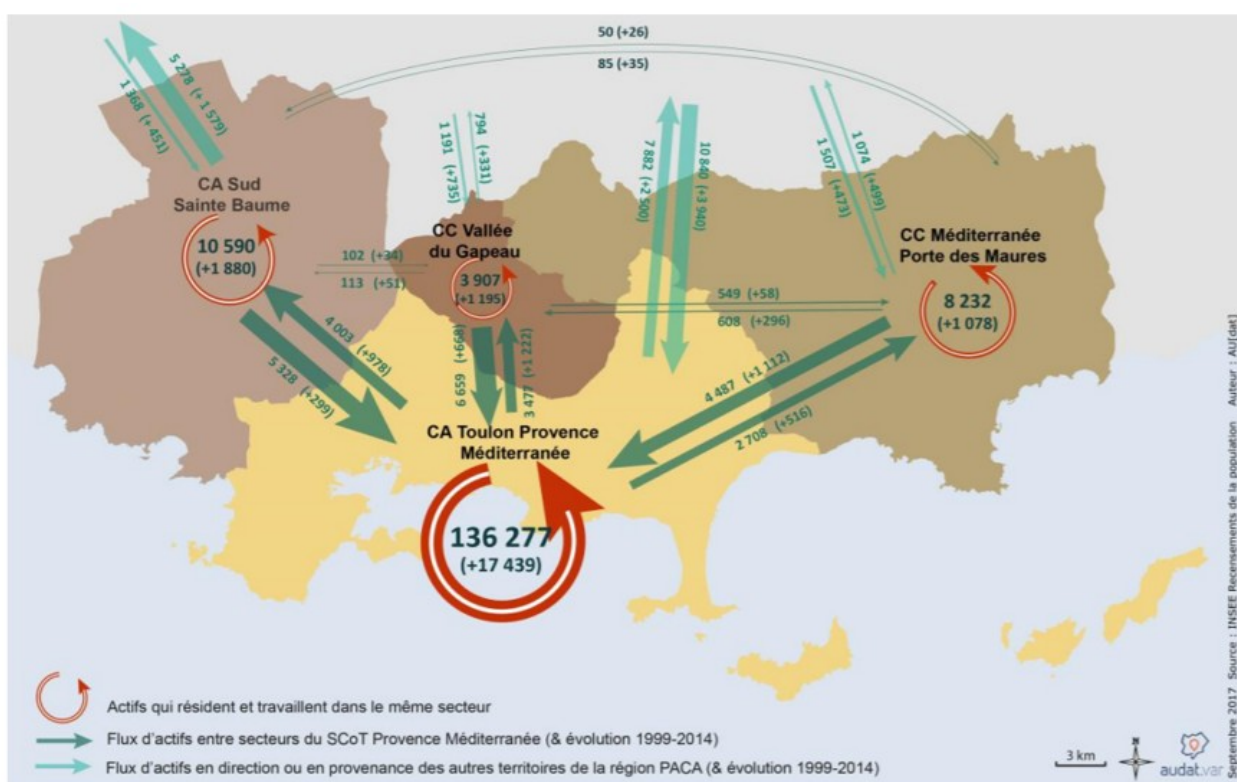 50 (+26)
85 (+35)
5 278 (+ 1 579)
1 368 (+ 451)
1 191 (+735)
794 (+331)
7 882 (+2 500)
10 840 (+3 940)
1 507 (+473)
1 074 (+499)
CA Sud
Sainte Baume
10 590
(+1 880)
CC Vallée
du Gapeau
3 907
(+1 195)
CC Méditerranée
Porte des Maures
8 232
(+1 078)
102 (+34)
113 (+51)
549 (+58)
608 (+296)
4 003 (+978)
5 328 (+299)
6 659 (+668)
3 477 (+1 222)
4 487 (+1 112)
2 708 (+516)
CA Toulon Provence
Méditerranée
136 277
(+17 439)
Actifs qui résident et travaillent dans le même secteur
Flux d'actifs entre secteurs du SCoT Provence Méditerranée (& évolution 1999-2014)
Flux d'actifs en direction ou en provenance des autres territoires de la région PACA (& évolution 1999-2014)
3 km
N
audat.var
Septembre 2017 Source : INSEE Recensements de la population Auteur : AU[dat]